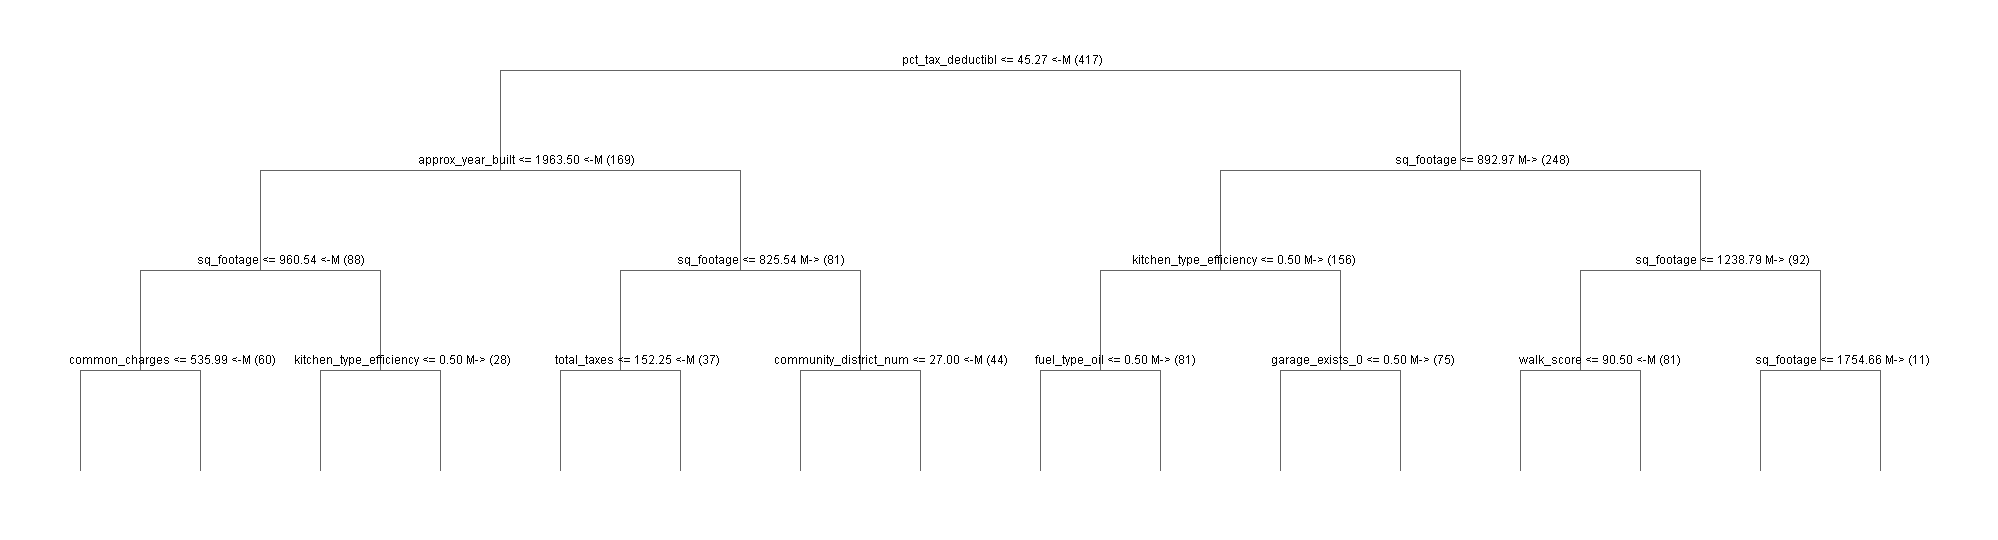 pct_tax_deductibl <= 45.27 <-M (417)
approx_year_built <= 1963.50 <-M (169)
sq_footage <= 892.97 M-> (248)
sq_footage <= 960.54 <-M (88)
sq_footage <= 825.54 M-> (81)
kitchen_type_efficiency <= 0.50 M-> (156)
sq_footage <= 1238.79 M-> (92)
common_charges <= 535.99 <-M (60)
kitchen_type_efficiency <= 0.50 M-> (28)
total_taxes <= 152.25 <-M (37)
community_district_num <= 27.00 <-M (44)
fuel_type_oil <= 0.50 M-> (81)
garage_exists_0 <= 0.50 M-> (75)
walk_score <= 90.50 <-M (81)
sq_footage <= 1754.66 M-> (11)